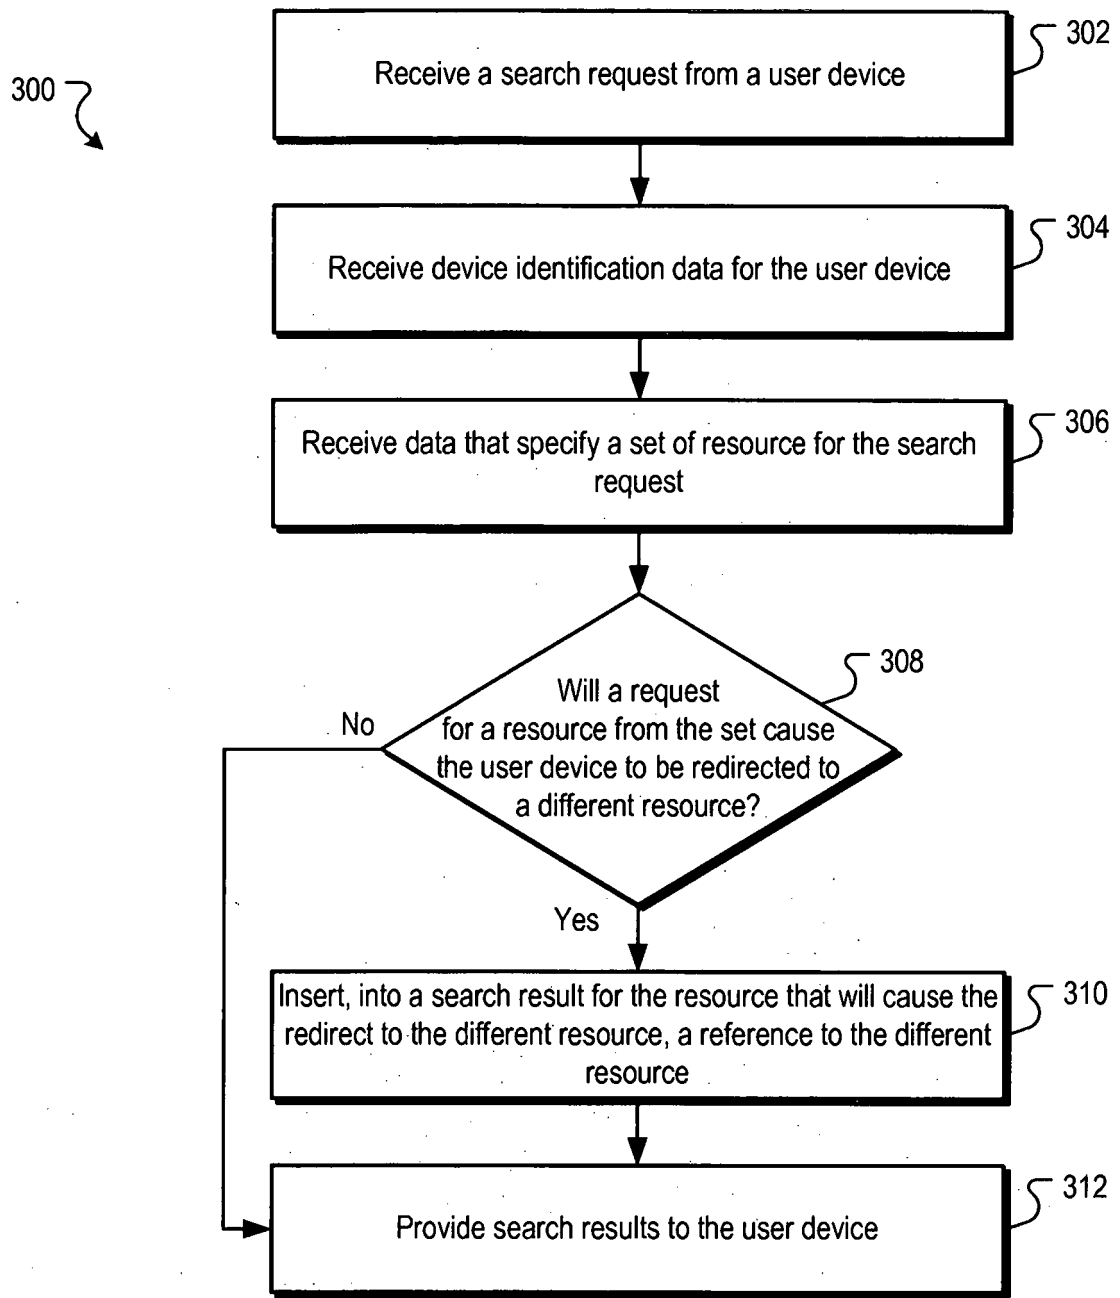 300
302
Receive a search request from a user device
304
Receive device identification data for the user device
306
Receive data that specify a set of resource for the search
request
308
Will a request
for a resource from the set cause
the user device to be redirected to
a different resource?
No
Yes
310
Insert, into a search result for the resource that will cause the
redirect to the different resource, a reference to the different
resource
312
Provide search results to the user device